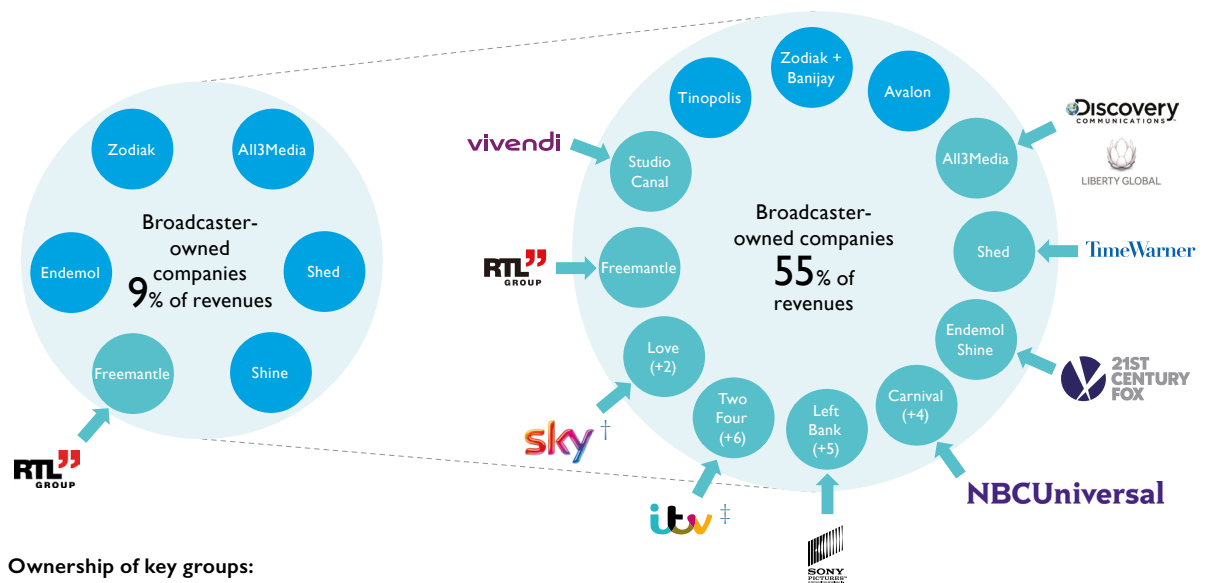 Zodiak
All3Media
Endemol
Broadcaster-
owned
companies
9% of revenues
Shed
Freemantle
Shine
RTL
GROUP
Zodiak +
Banijay
Tinopolis
Avalon
vivendi
Studio
Canal
All3Media
Discovery
COMMUNICATIONS™
LIBERTY GLOBAL
RTL
GROUP
Freemantle
Broadcaster-
owned companies
55% of
revenues
Shed
TimeWarner
Love
(+2)
Endemol
Shine
21ST
CENTURY
FOX
sky †
Two
Four
(+6)
Left
Bank
(+5)
Carnival
(+4)
itv ‡
NBCUniversal
SONY
PICTURES™
Ownership of key groups: